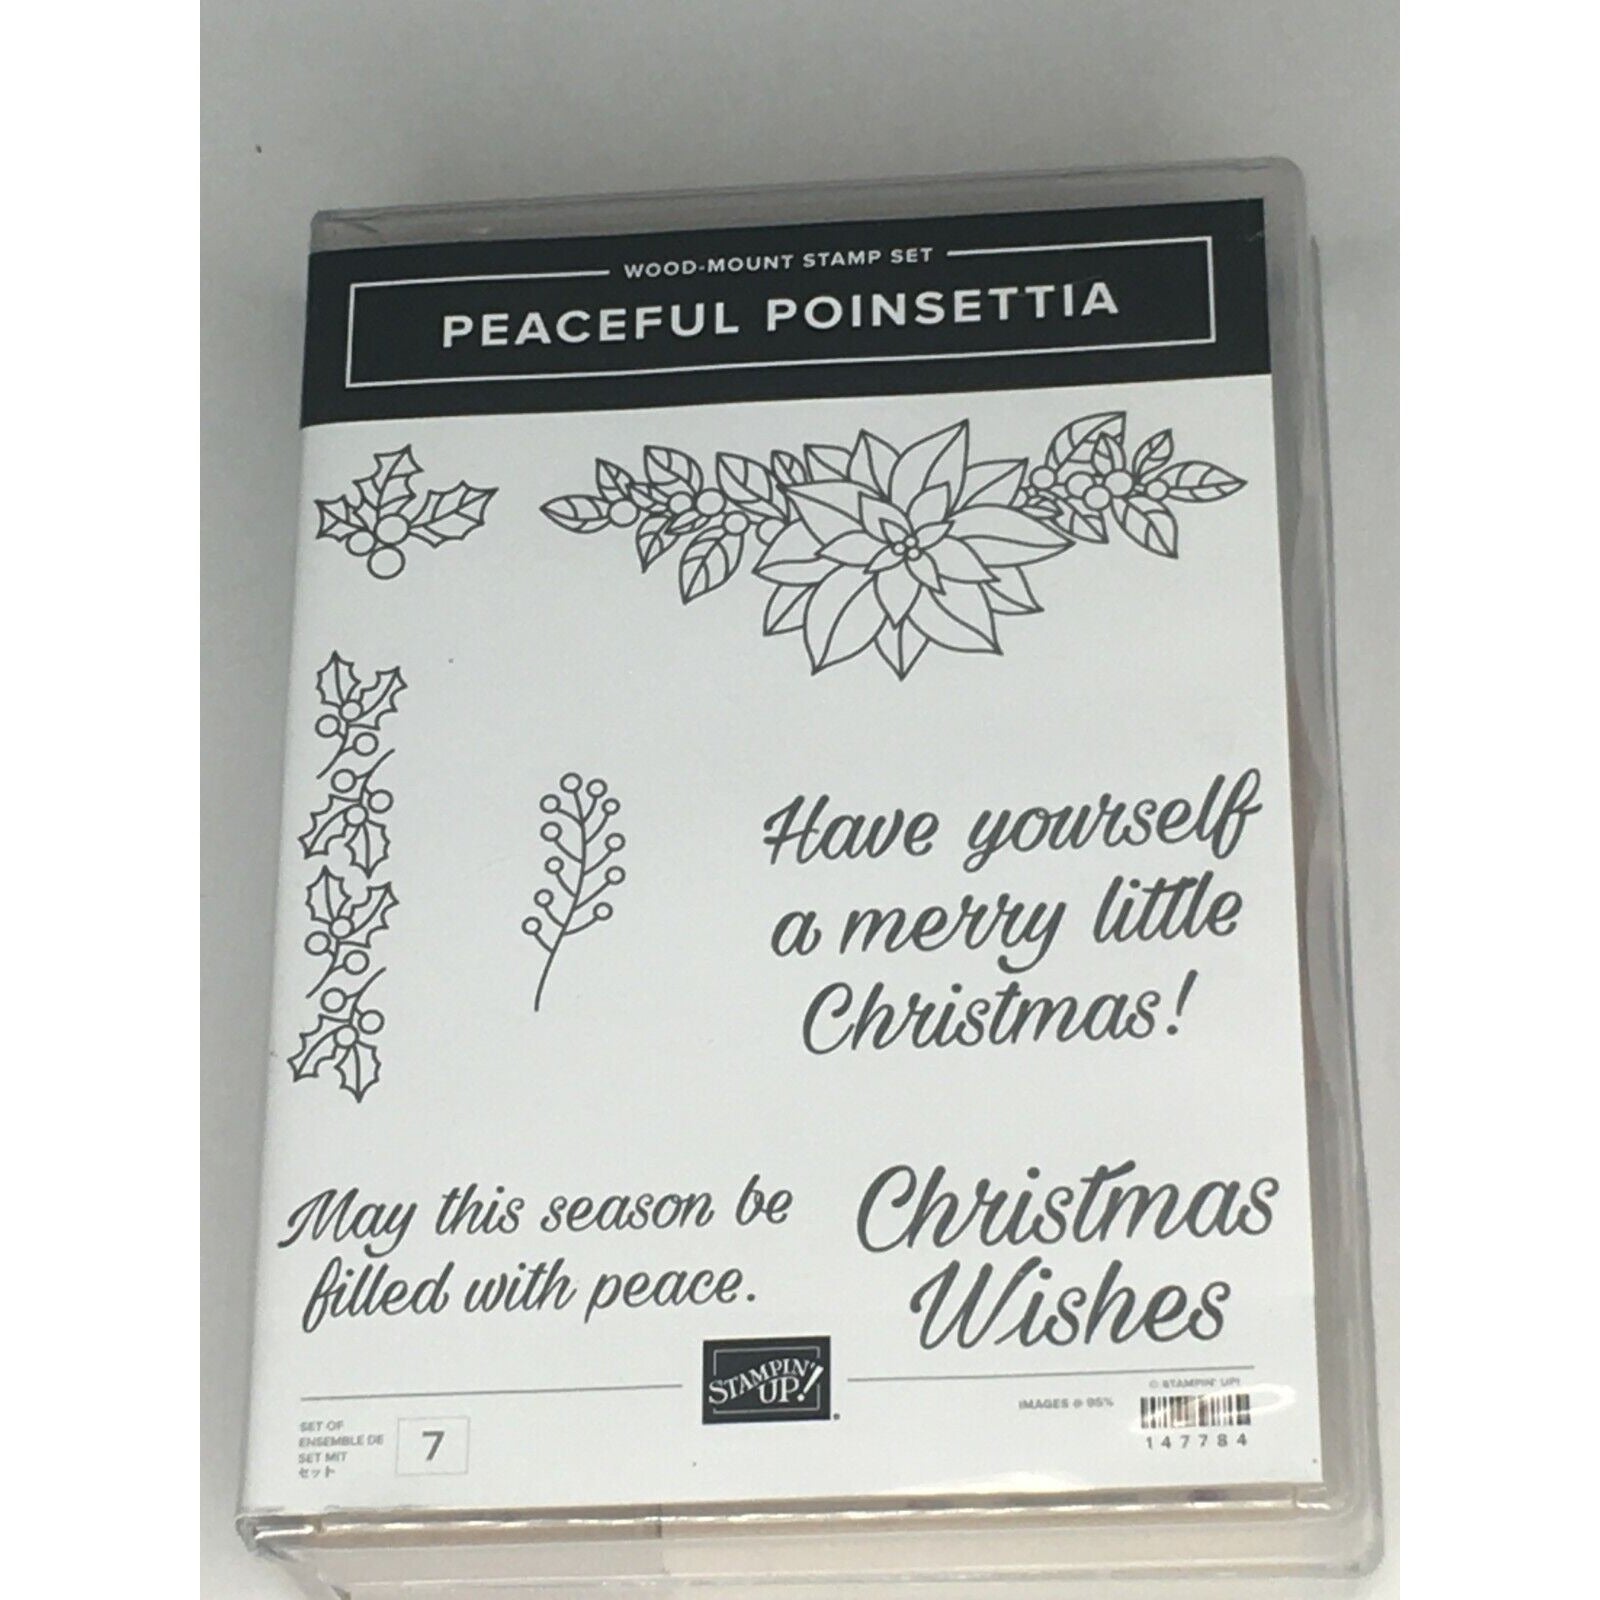 WOOD-MOUNT STAMP SET
PEACEFUL POINSETTIA
Have yourself
a merry little
Christmas!
May this season be
filled with peace.
Christmas
Wishes
STAMPIN'
UP!
© STAMPIN' UP!
IMAGES @ 95%
147784
SET OF
ENSEMBLE DE
SET MIT
セット
7